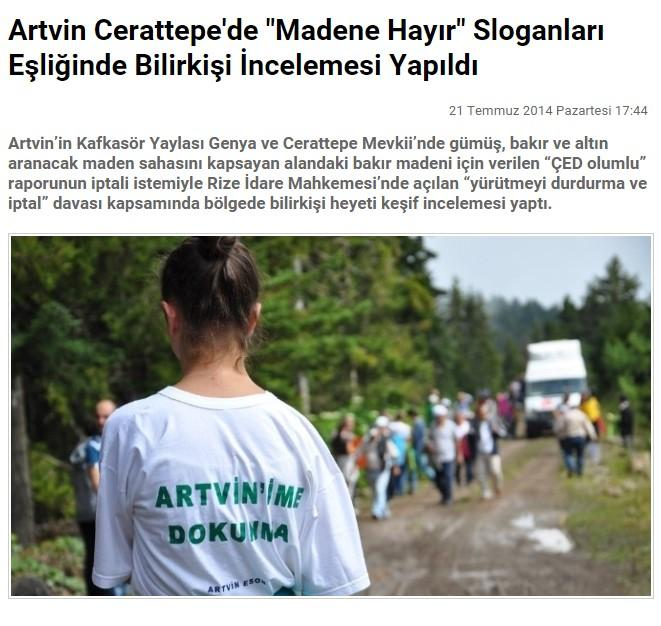 Artvin Cerattepe'de "Madene Hayır" Sloganları
Eşliğinde Bilirkişi İncelemesi Yapıldı
21 Temmuz 2014 Pazartesi 17:44
Artvin’in Kafkasör Yaylası Genya ve Cerattepe Mevkii’nde gümüş, bakır ve altın
aranacak maden sahasını kapsayan alandaki bakır madeni için verilen “ÇED olumlu”
raporunun iptali istemiyle Rize İdare Mahkemesi’nde açılan “yürütmeyi durdurma ve
iptal” davası kapsamında bölgede bilirkişi heyeti keşif incelemesi yaptı.
ARTVİN'İME
DOKUNMA
ARTVİN